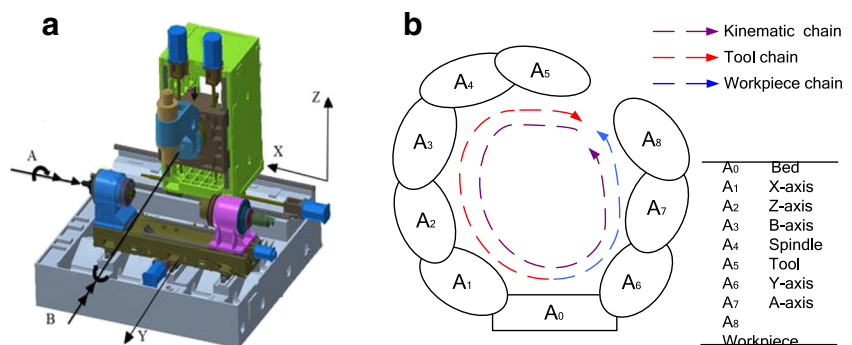 a
Z
X
A
B
Y
b
Kinematic chain
Tool chain
Workpiece chain
A5
A4
A3
A8
A2
A7
A1
A6
A0
A0 Bed
A1 X-axis
A2 Z-axis
A3 B-axis
A4 Spindle
A5 Tool
A6 Y-axis
A7 A-axis
A8
Workpiece